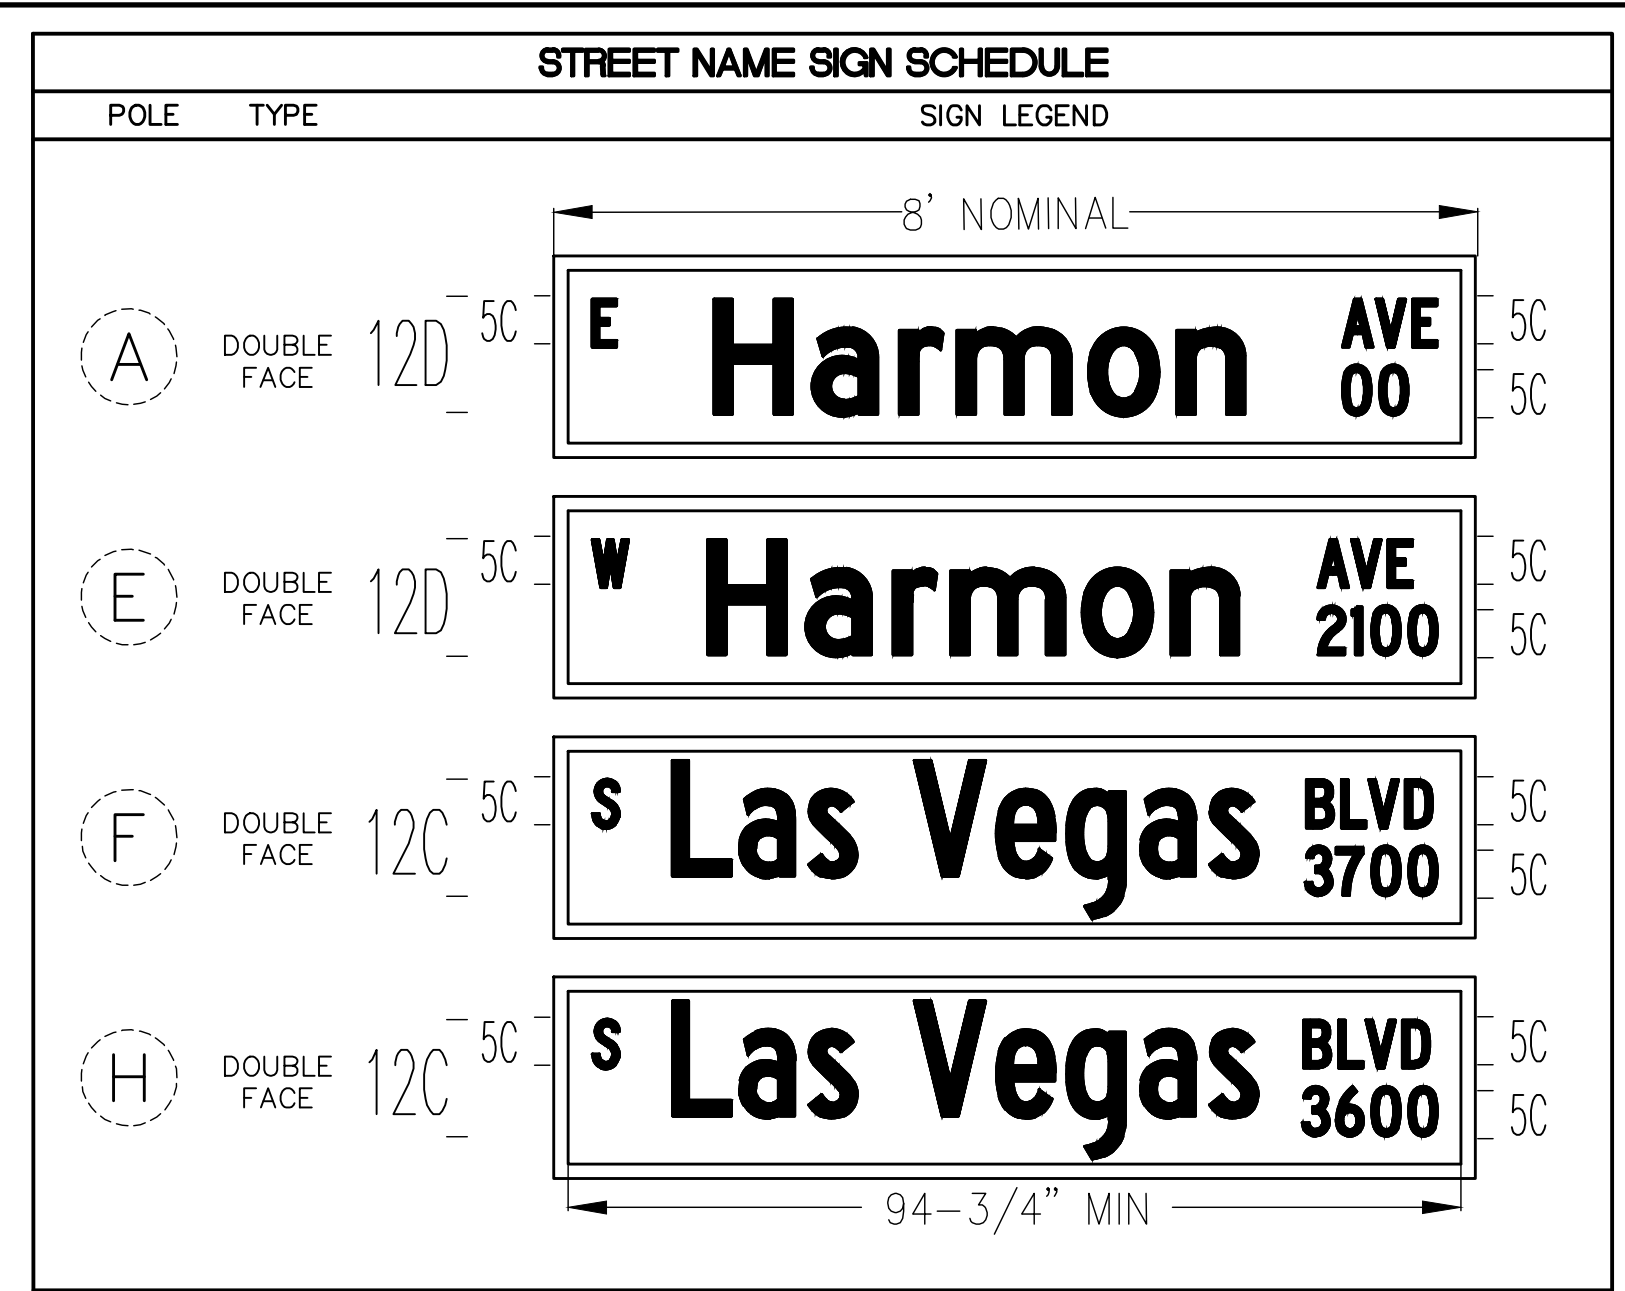 STREET NAME SIGN SCHEDULE
POLE TYPE SIGN LEGEND
8' NOMINAL
A DOUBLE FACE 12D 5C E Harmon AVE 00 5C 5C
E DOUBLE FACE 12D 5C W Harmon AVE 2100 5C 5C
F DOUBLE FACE 12C 5C S Las Vegas BLVD 3700 5C 5C
H DOUBLE FACE 12C 5C S Las Vegas BLVD 3600 5C 5C
94-3/4" MIN